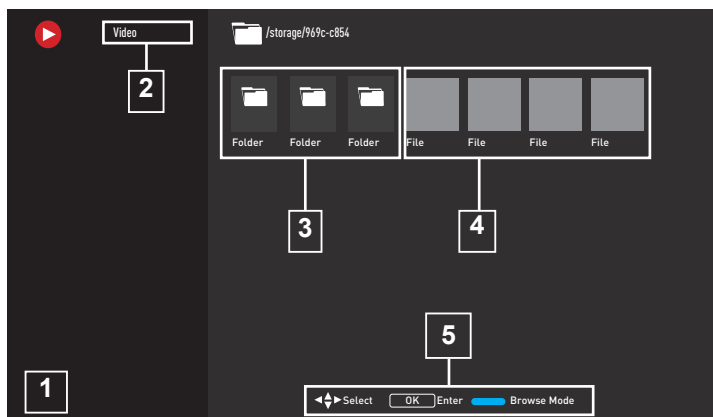 Video
/storage/969c-c854
2
Folder Folder Folder File File File File
3
4
5
1
Select OK Enter Browse Mode